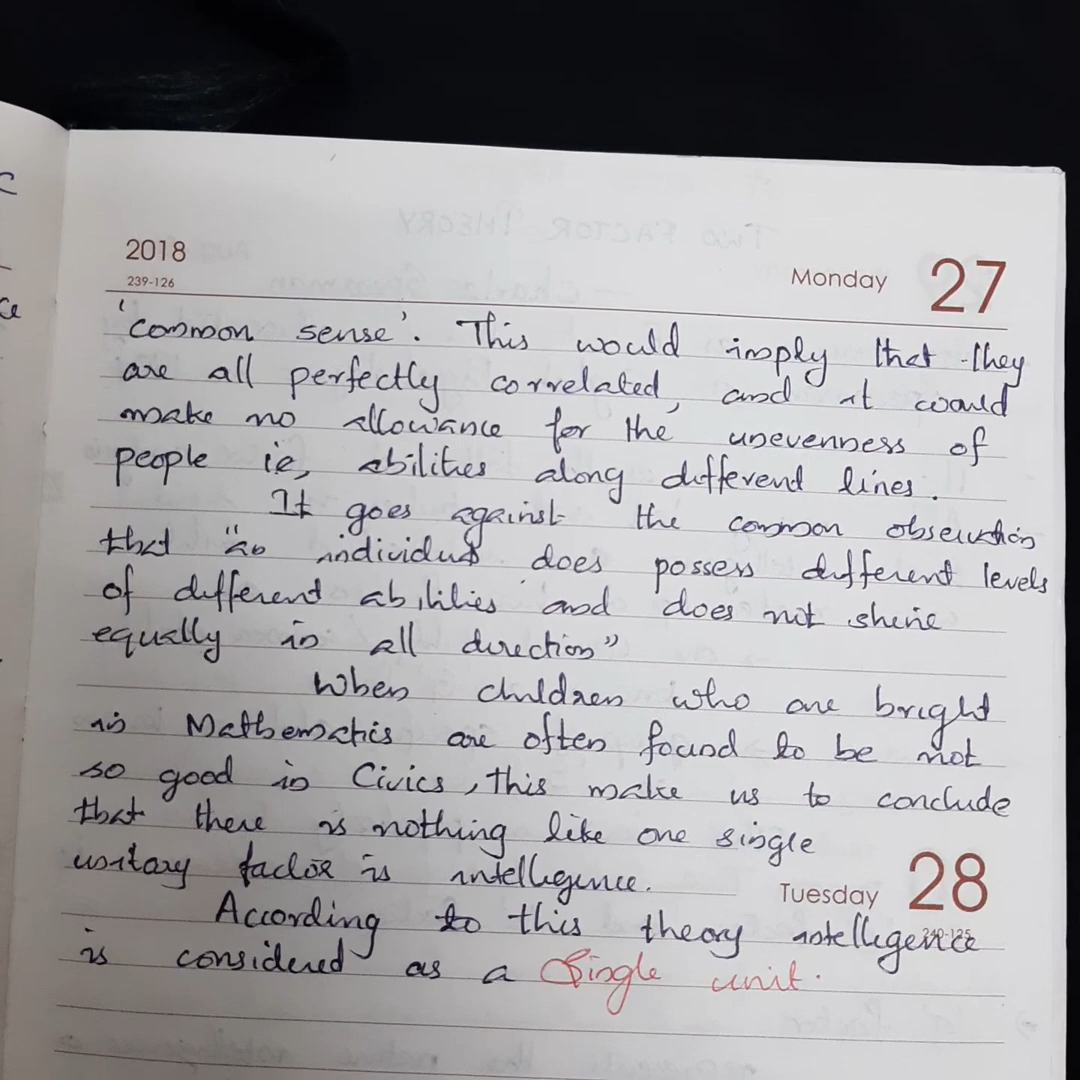 2018
239-126
Monday 27
'common sense'. This would imply that they
are all perfectly correlated, and it would
make no allowance for the unevenness of
people ie, abilities along different lines.
It goes against the common observation
that "an individual does possess different levels
of different abilities and does not shine
equally in all direction"
When children who are bright
in Mathematics are often found to be not
so good in Civics, this make us to conclude
that there is nothing like one single
unitary factor is intelligence.
Tuesday 28
According to this theory intelligence
is considered as a Single unit.